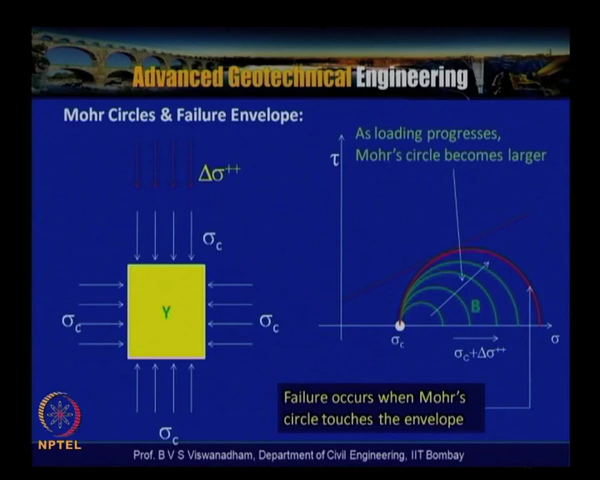 Advanced Geotechnical Engineering
Mohr Circles & Failure Envelope:
As loading progresses,
Mohr's circle becomes larger
τ
Δσ++
σc
Y
σc
σc
B
σc
σ
σc+Δσ++
Failure occurs when Mohr's
circle touches the envelope
σc
NPTEL
Prof. B V S Viswanadham, Department of Civil Engineering, IIT Bombay